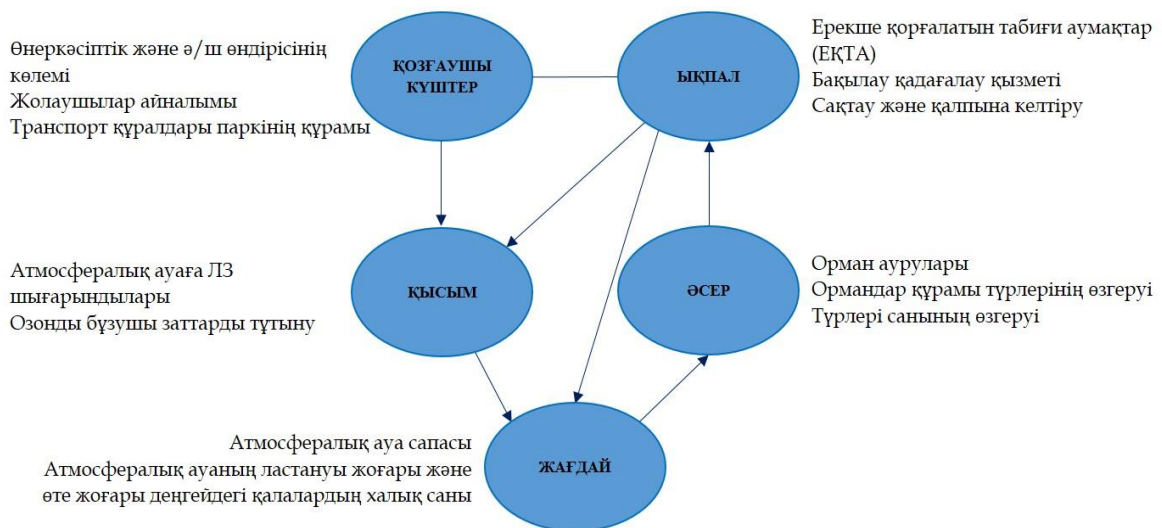 Өнеркәсіптік және ә/ш өндірісінің
көлемі
Жолаушылар айналымы
Транспорт құралдары паркінің құрамы
ҚОЗҒАУШЫ
КҮШТЕР
ЫҚПАЛ
Ерекше қорғалатын табиғи аумақтар
(ЕҚТА)
Бақылау қадағалау қызметі
Сақтау және қалпына келтіру
Атмосфералық ауаға ЛЗ
шығарындылары
Озонды бұзушы заттарды тұтыну
ҚЫСЫМ
ӘСЕР
Орман аурулары
Ормандар құрамы түрлерінің өзгеруі
Түрлері санының өзгеруі
Атмосфералық ауа сапасы
Атмосфералық ауаның ластануы жоғары және
өте жоғары деңгейдегі қалалардың халық саны
ЖАҒДАЙ